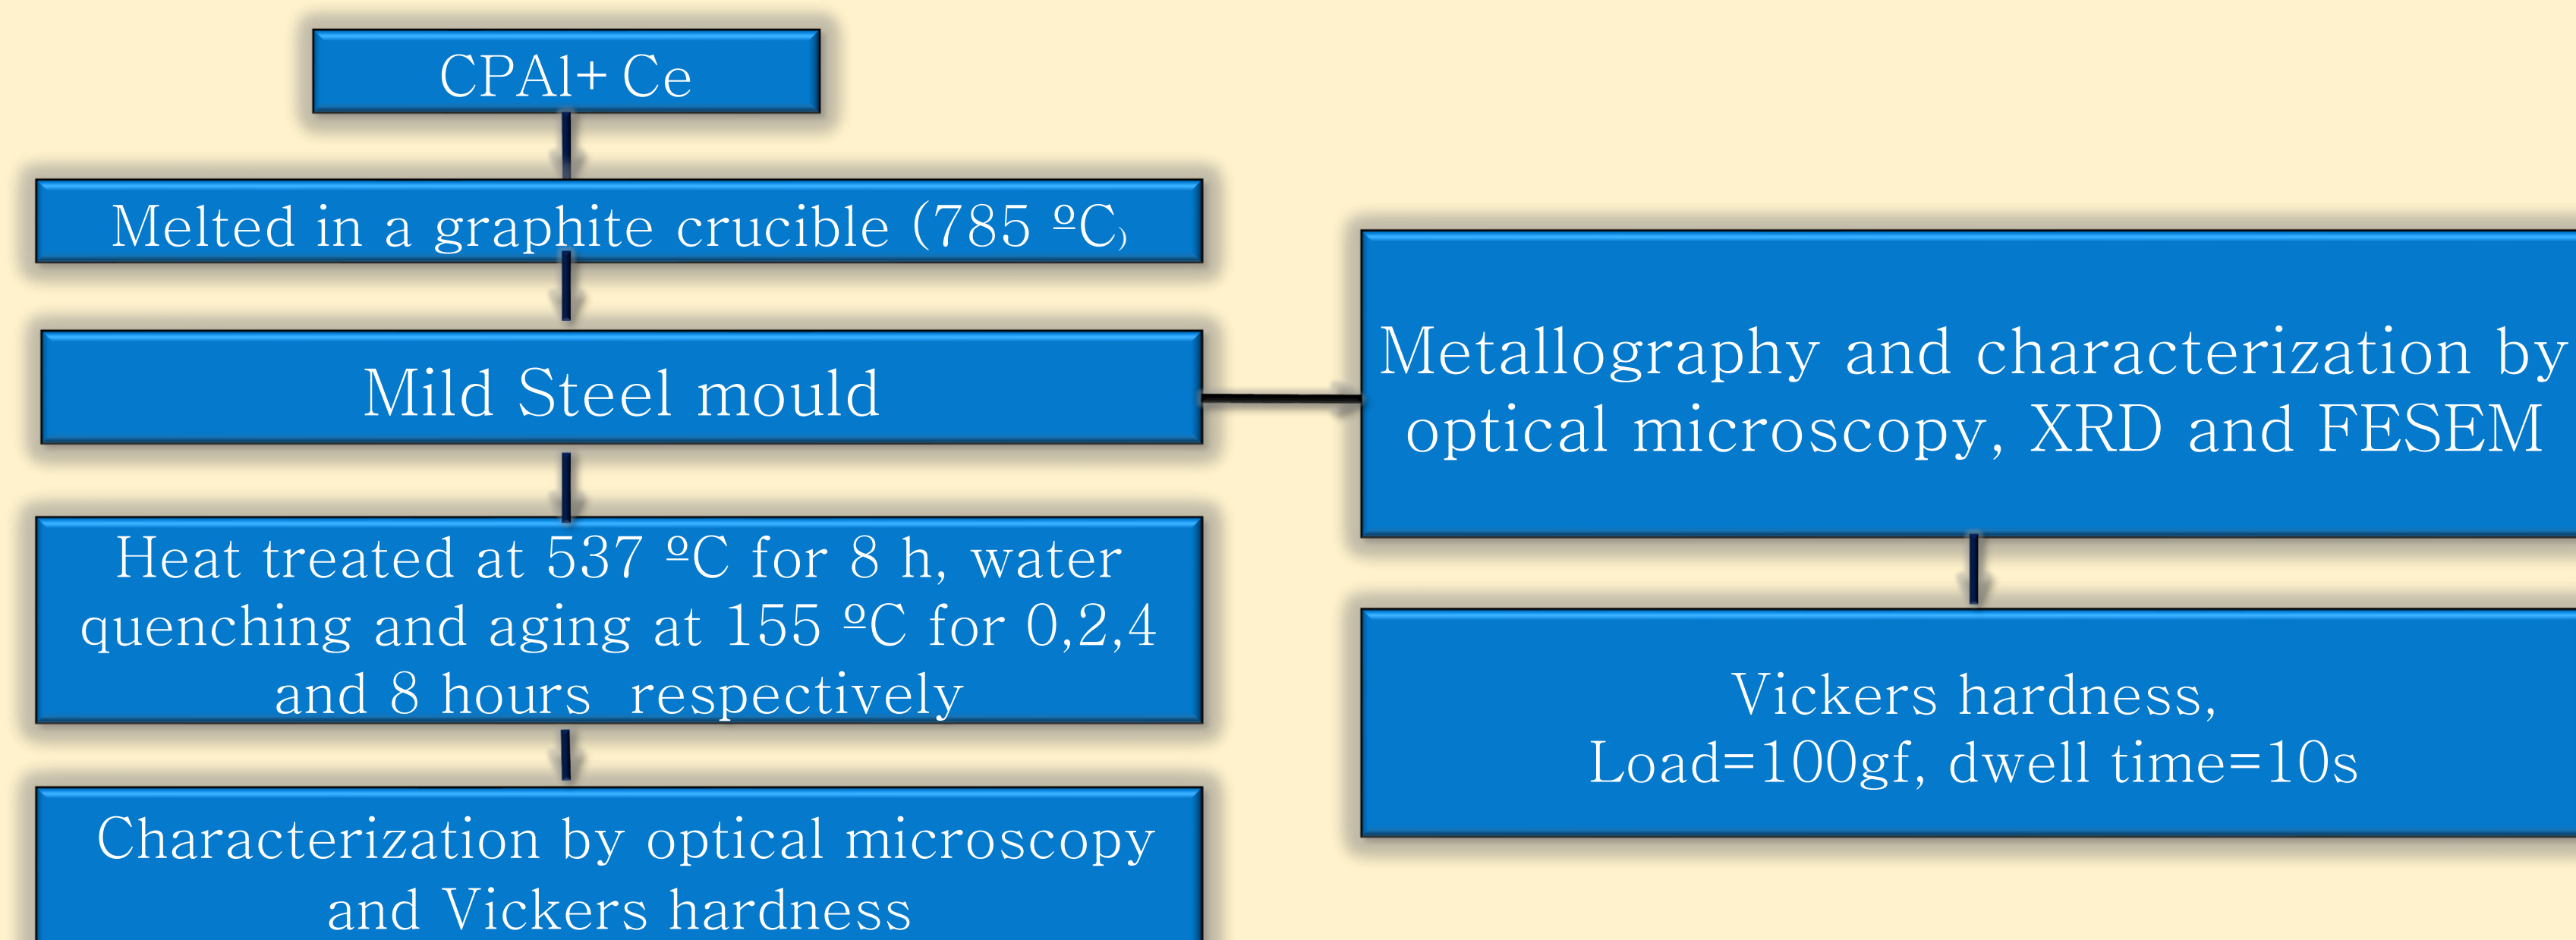 CPAl+ Ce
Melted in a graphite crucible (785 ºC)
Mild Steel mould
Heat treated at 537 ºC for 8 h, water
quenching and aging at 155 ºC for 0,2,4
and 8 hours  respectively
Characterization by optical microscopy
and Vickers hardness
Metallography and characterization by
optical microscopy, XRD and FESEM
Vickers hardness,
Load=100gf, dwell time=10s